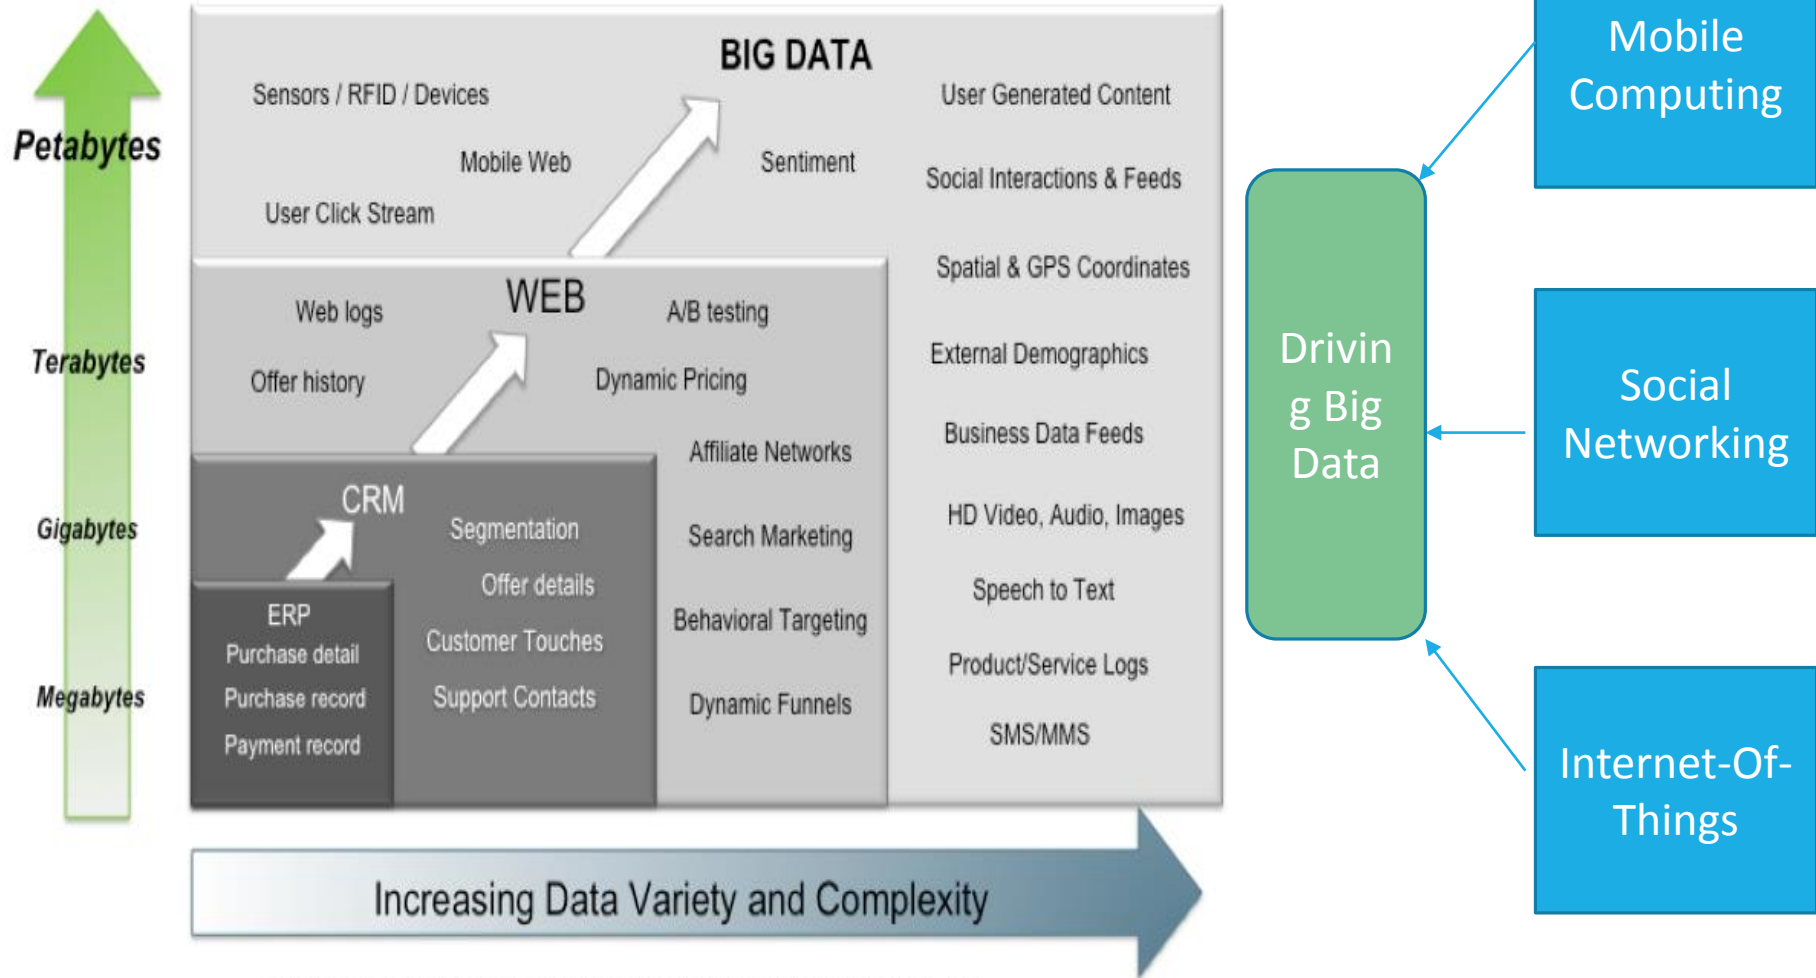 Petabytes
Terabytes
Gigabytes
Megabytes
BIG DATA
Sensors / RFID / Devices
Mobile Web
User Click Stream
Sentiment
User Generated Content
Social Interactions & Feeds
Spatial & GPS Coordinates
External Demographics
Business Data Feeds
HD Video, Audio, Images
Speech to Text
Product/Service Logs
SMS/MMS
WEB
Web logs
Offer history
A/B testing
Dynamic Pricing
Affiliate Networks
Search Marketing
Behavioral Targeting
Dynamic Funnels
CRM
Segmentation
Offer details
Customer Touches
Support Contacts
ERP
Purchase detail
Purchase record
Payment record
Increasing Data Variety and Complexity
Drivin
g Big
Data
Mobile
Computing
Social
Networking
Internet-Of-
Things